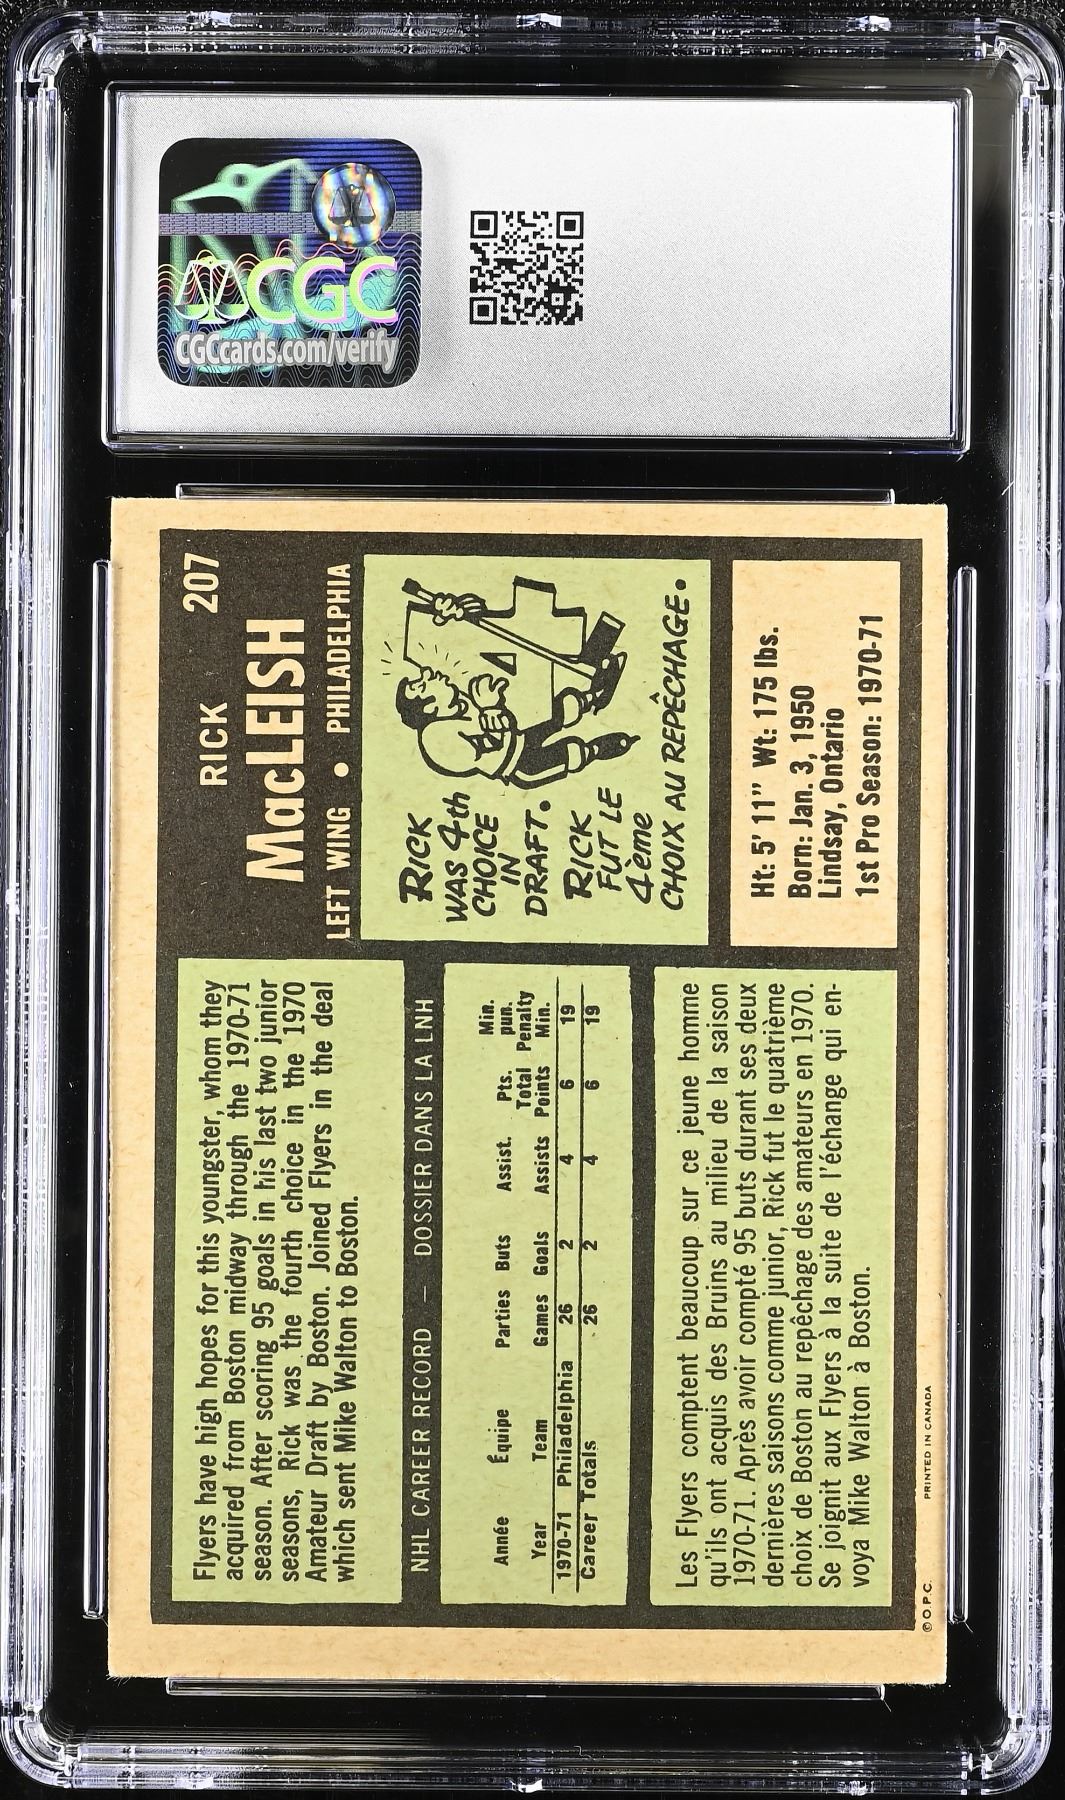 CGC
CGCcards.com/verify
207
RICK
MacLEISH
LEFT WING • PHILADELPHIA
RICK
WAS 4th
CHOICE
IN
DRAFT.
RICK
FUT LE
4ème
CHOIX AU REPÊCHAGE.
Ht: 5' 11" Wt: 175 lbs.
Born: Jan. 3, 1950
Lindsay, Ontario
1st Pro Season: 1970-71
Flyers have high hopes for this youngster, whom they
acquired from Boston midway through the 1970-71
season. After scoring 95 goals in his last two junior
seasons, Rick was the fourth choice in the 1970
Amateur Draft by Boston. Joined Flyers in the deal
which sent Mike Walton to Boston.
NHL CAREER RECORD — DOSSIER DANS LA LNH
Année Équipe Parties Buts Assist. Pts. Min. pun.
Year Team Games Goals Assists Total Points Penalty Min.
1970-71 Philadelphia 26 2 4 6 19
Career Totals 26 2 4 6 19
Les Flyers comptent beaucoup sur ce jeune homme
qu'ils ont acquis des Bruins au milieu de la saison
1970-71. Après avoir compté 95 buts durant ses deux
dernières saisons comme junior, Rick fut le quatrième
choix de Boston au repêchage des amateurs en 1970.
Se joignit aux Flyers à la suite de l'échange qui en-
voya Mike Walton à Boston.
© O.P.C. PRINTED IN CANADA